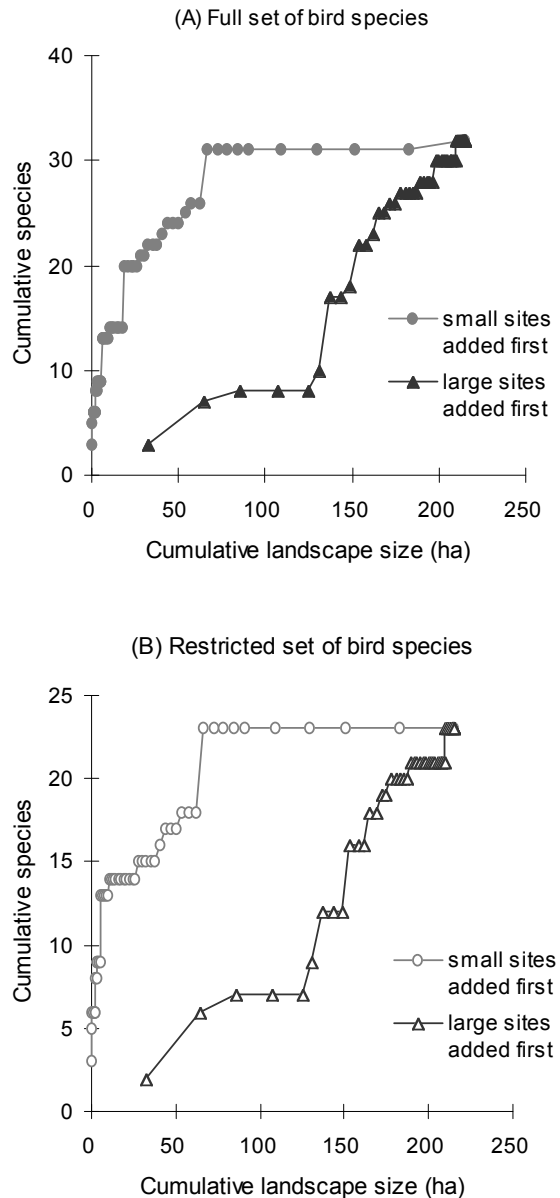 (A) Full set of bird species
40
30
20
10
0
Cumulative species
small sites
added first
large sites
added first
0 50 100 150 200 250
Cumulative landscape size (ha)
(B) Restricted set of bird species
25
20
15
10
5
0
Cumulative species
small sites
added first
large sites
added first
0 50 100 150 200 250
Cumulative landscape size (ha)